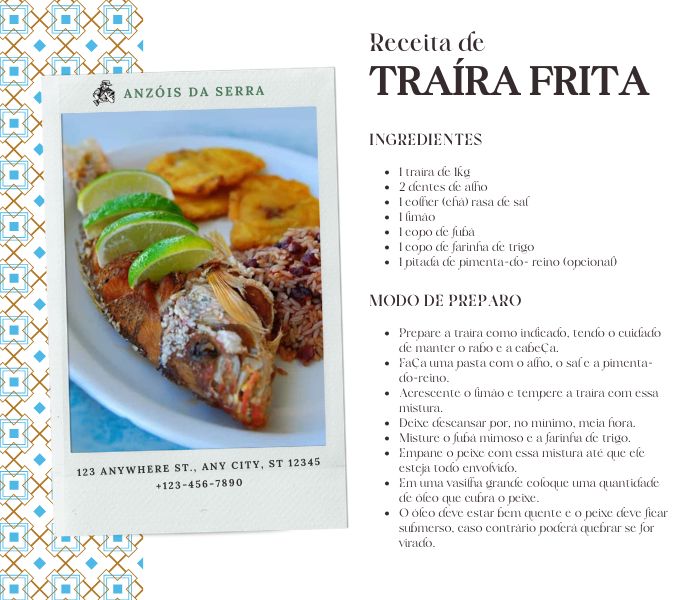 ANZÓIS DA SERRA
123 ANYWHERE ST., ANY CITY, ST 12345
+123-456-7890
Receita de
TRAÍRA FRITA
INGREDIENTES
• 1 traira de 1Kg
• 2 dentes de alho
• 1 colher (chá) rasa de sal
• 1 limão
• 1 copo de fubá
• 1 copo de farinha de trigo
• 1 pitada de pimenta-do- reino (opcional)
MODO DE PREPARO
• Prepare a traira como indicado, tendo o cuidado
de manter o rabo e a cabeÇa.
• FaÇa uma pasta com o alho, o sal e a pimenta-
do-reino.
• Acrescente o limão e tempere a traira com essa
mistura.
• Deixe descansar por, no minimo, meia hora.
• Misture o fubá mimoso e a farinha de trigo.
• Empane o peixe com essa mistura até que ele
esteja todo envolvido.
• Em uma vasilha grande coloque uma quantidade
de óleo que cubra o peixe.
• O óleo deve estar bem quente e o peixe deve ficar
submerso, caso contrário poderá quebrar se for
virado.